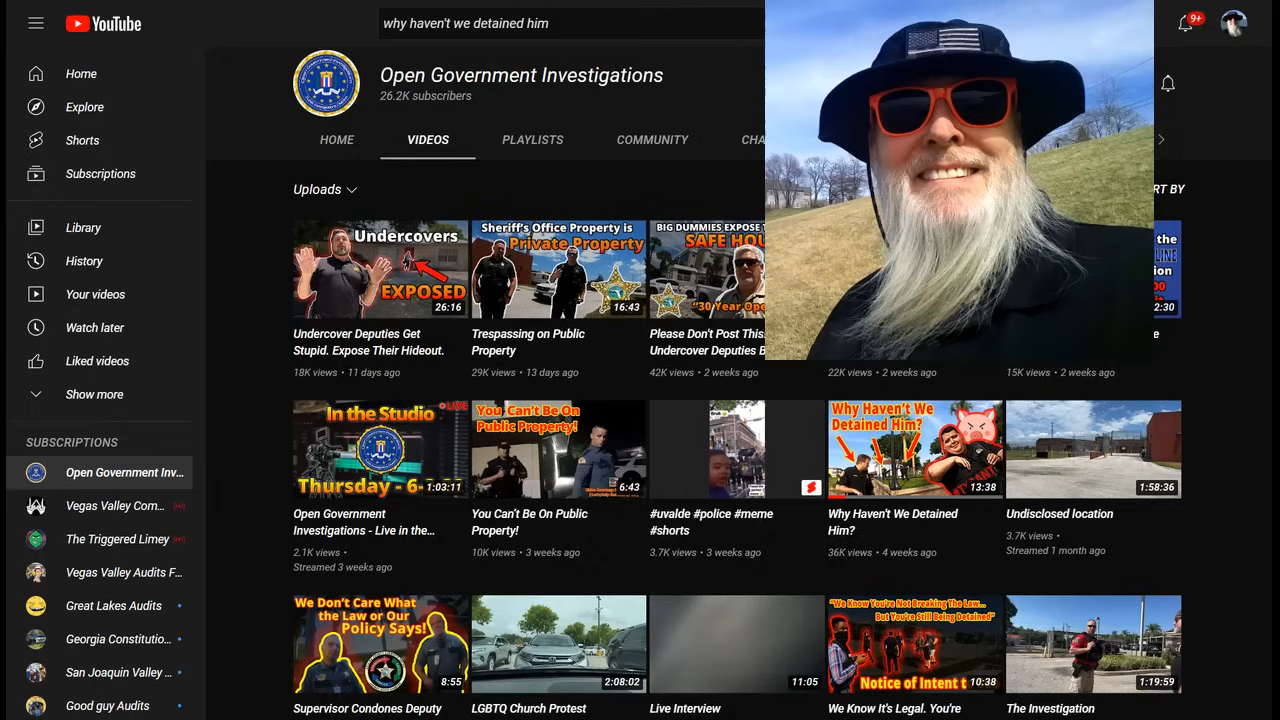 YouTube
why haven't we detained him
9+
Home
Explore
Shorts
Subscriptions
Library
History
Your videos
Watch later
Liked videos
Show more
SUBSCRIPTIONS
Open Government Inv...
Vegas Valley Com...
The Triggered Limey
Vegas Valley Audits F...
Great Lakes Audits
Georgia Constitutio...
San Joaquin Valley ...
Good guy Audits
Open Government Investigations
26.2K subscribers
HOME
VIDEOS
PLAYLISTS
COMMUNITY
CHA
Uploads
RT BY
Undercovers
EXPOSED
26:16
Undercover Deputies Get
Stupid. Expose Their Hideout.
18K views • 11 days ago
Sheriff's Office Property is
Private Property
16:43
Trespassing on Public
Property
29K views • 13 days ago
BIG DUMMIES EXPOSE T
SAFE HOU
"30 Year Ope
Please Don't Post This!
Undercover Deputies B
42K views • 2 weeks ago
22K views • 2 weeks ago
the
LINE
ion
2:30
e
15K views • 2 weeks ago
In the Studio
LIVE
Thursday - 6-
1:03:11
Open Government
Investigations - Live in the...
2.1K views •
Streamed 3 weeks ago
You Can't Be On
Public Property!
6:43
You Can't Be On Public
Property!
10K views • 3 weeks ago
#uvalde #police #meme
#shorts
3.7K views • 3 weeks ago
Why Haven't We
Detained Him?
13:38
Why Haven't We Detained
Him?
36K views • 4 weeks ago
1:58:36
Undisclosed location
3.7K views •
Streamed 1 month ago
We Don't Care What
the Law or Our
Policy Says!
8:55
Supervisor Condones Deputy
2:08:02
LGBTQ Church Protest
11:05
Live Interview
"We Know You're Not Breaking The Law...
But You're Still Being Detained"
Notice of Intent t
10:38
We Know It's Legal. You're
1:19:59
The Investigation